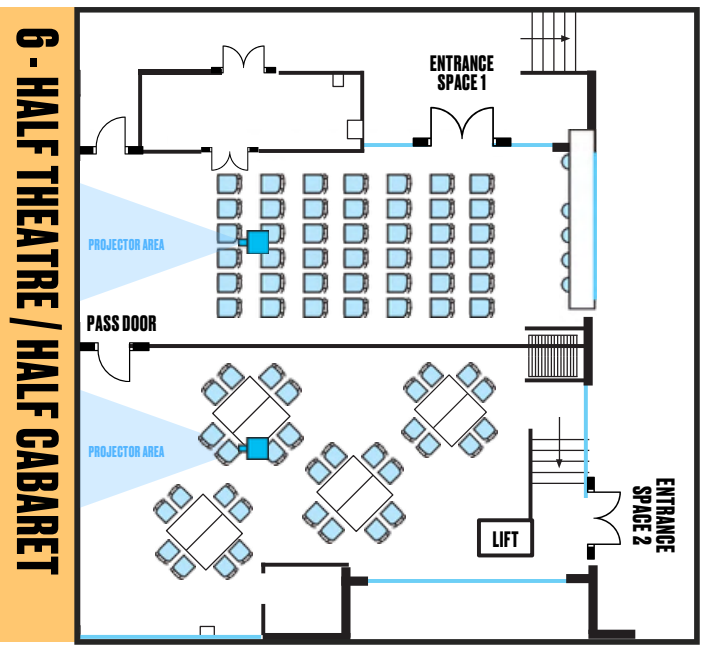 6 - HALF THEATRE / HALF CABARET
ENTRANCE
SPACE 1
PROJECTOR AREA
PASS DOOR
PROJECTOR AREA
ENTRANCE
SPACE 2
LIFT